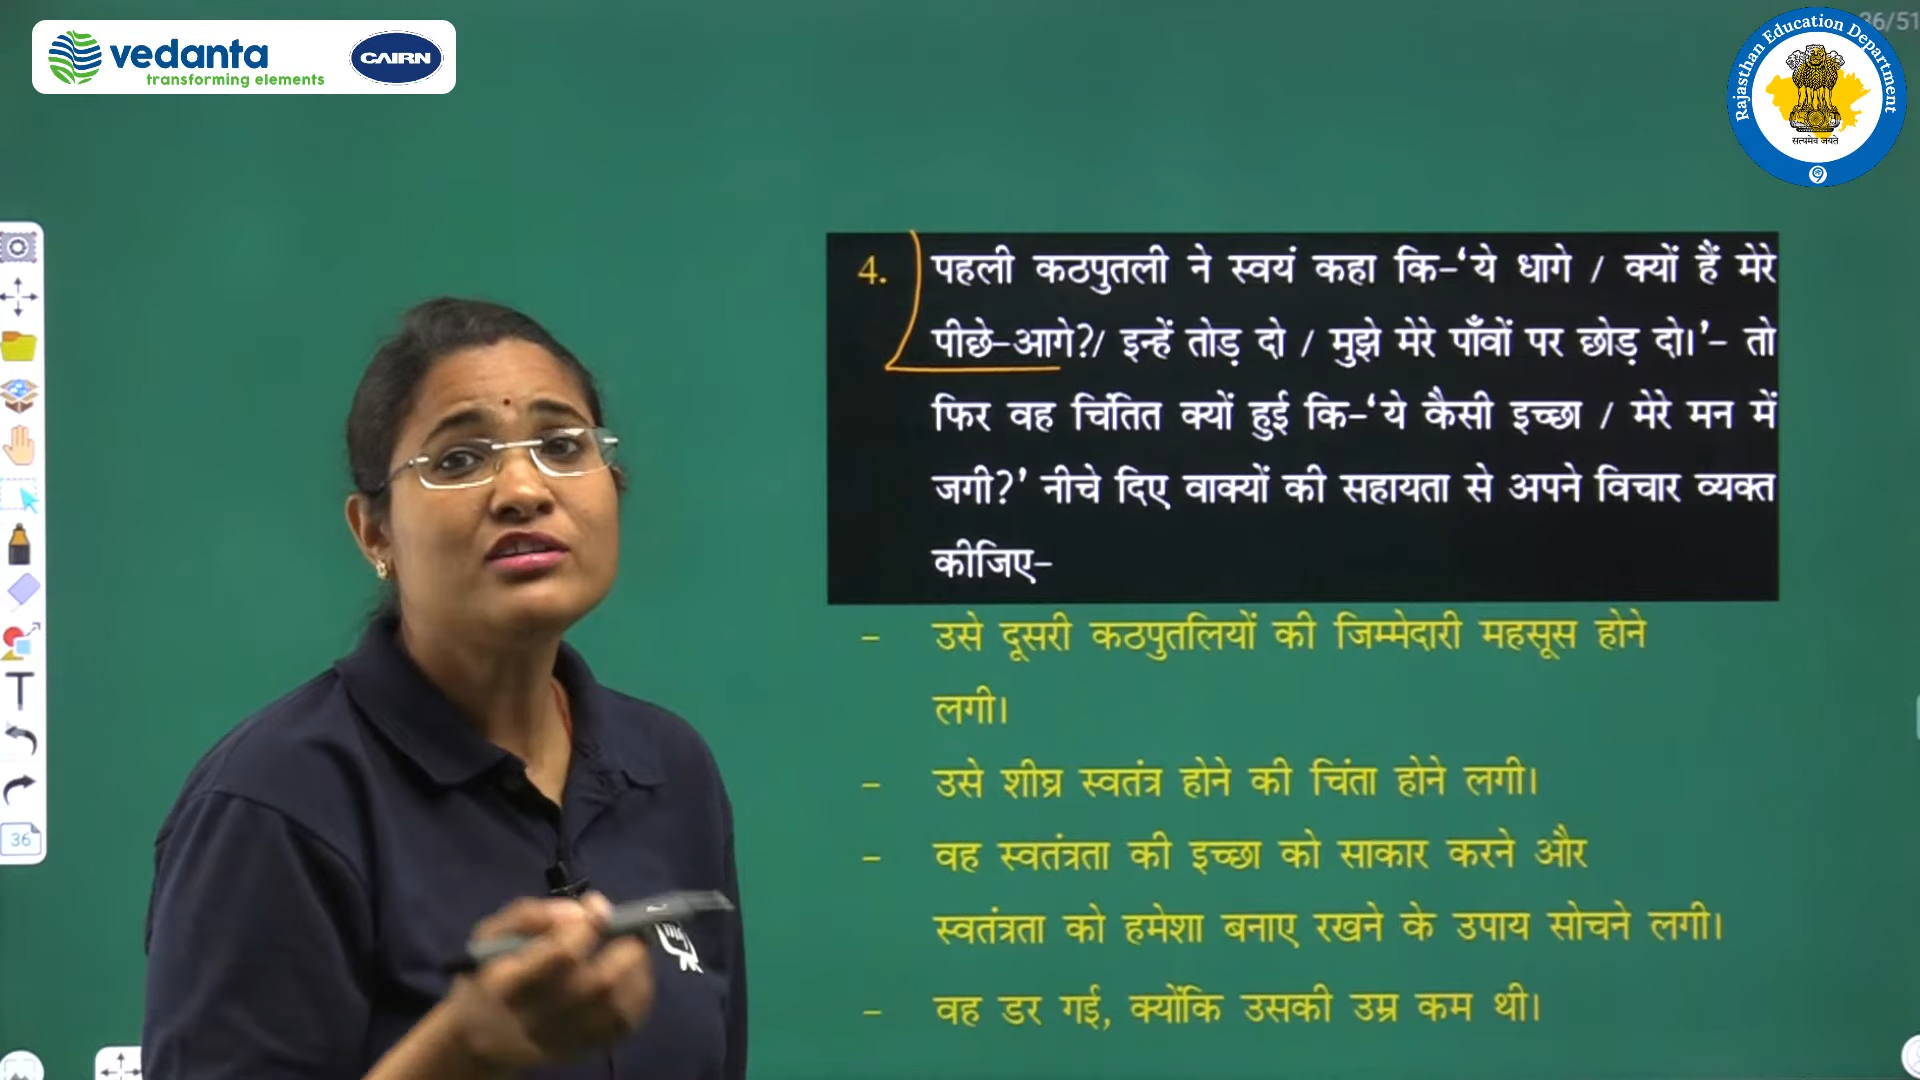 36/51
vedanta
transforming elements
CAIRN
Rajasthan Education Department
सत्यमेव जयते
4. पहली कठपुतली ने स्वयं कहा कि–‘ये धागे / क्यों हैं मेरे
पीछे–आगे?/ इन्हें तोड़ दो / मुझे मेरे पाँवों पर छोड़ दो।’– तो
फिर वह चिंतित क्यों हुई कि–‘ये कैसी इच्छा / मेरे मन में
जगी?’ नीचे दिए वाक्यों की सहायता से अपने विचार व्यक्त
कीजिए–
– उसे दूसरी कठपुतलियों की जिम्मेदारी महसूस होने
लगी।
– उसे शीघ्र स्वतंत्र होने की चिंता होने लगी।
– वह स्वतंत्रता की इच्छा को साकार करने और
स्वतंत्रता को हमेशा बनाए रखने के उपाय सोचने लगी।
– वह डर गई, क्योंकि उसकी उम्र कम थी।
T
36